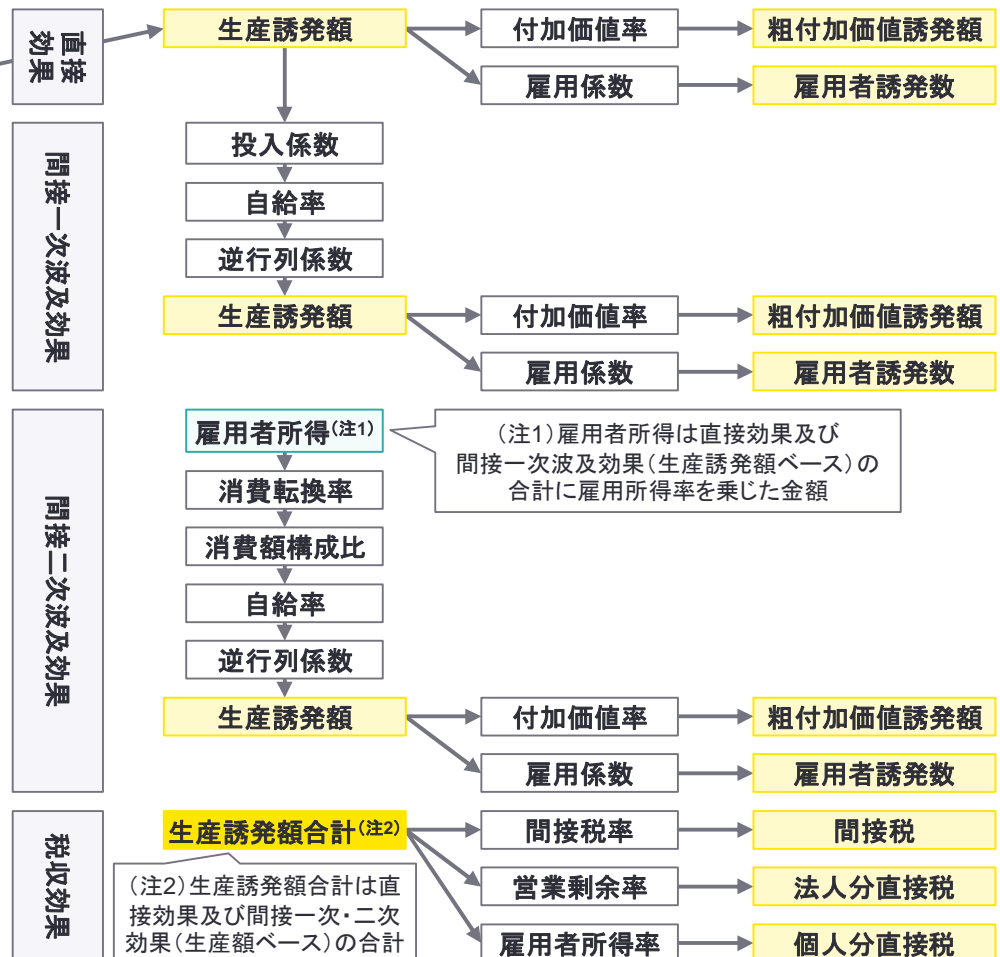 直接効果
生産誘発額
付加価値率
粗付加価値誘発額
雇用係数
雇用者誘発数
間接一次波及効果
投入係数
自給率
逆行列係数
生産誘発額
付加価値率
粗付加価値誘発額
雇用係数
雇用者誘発数
間接二次波及効果
雇用者所得(注1)
(注1)雇用者所得は直接効果及び
間接一次波及効果(生産誘発額ベース)の
合計に雇用所得率を乗じた金額
消費転換率
消費額構成比
自給率
逆行列係数
生産誘発額
付加価値率
粗付加価値誘発額
雇用係数
雇用者誘発数
税収効果
生産誘発額合計(注2)
間接税率
間接税
(注2)生産誘発額合計は直
接効果及び間接一次・二次
効果(生産額ベース)の合計
営業剰余率
法人分直接税
雇用者所得率
個人分直接税